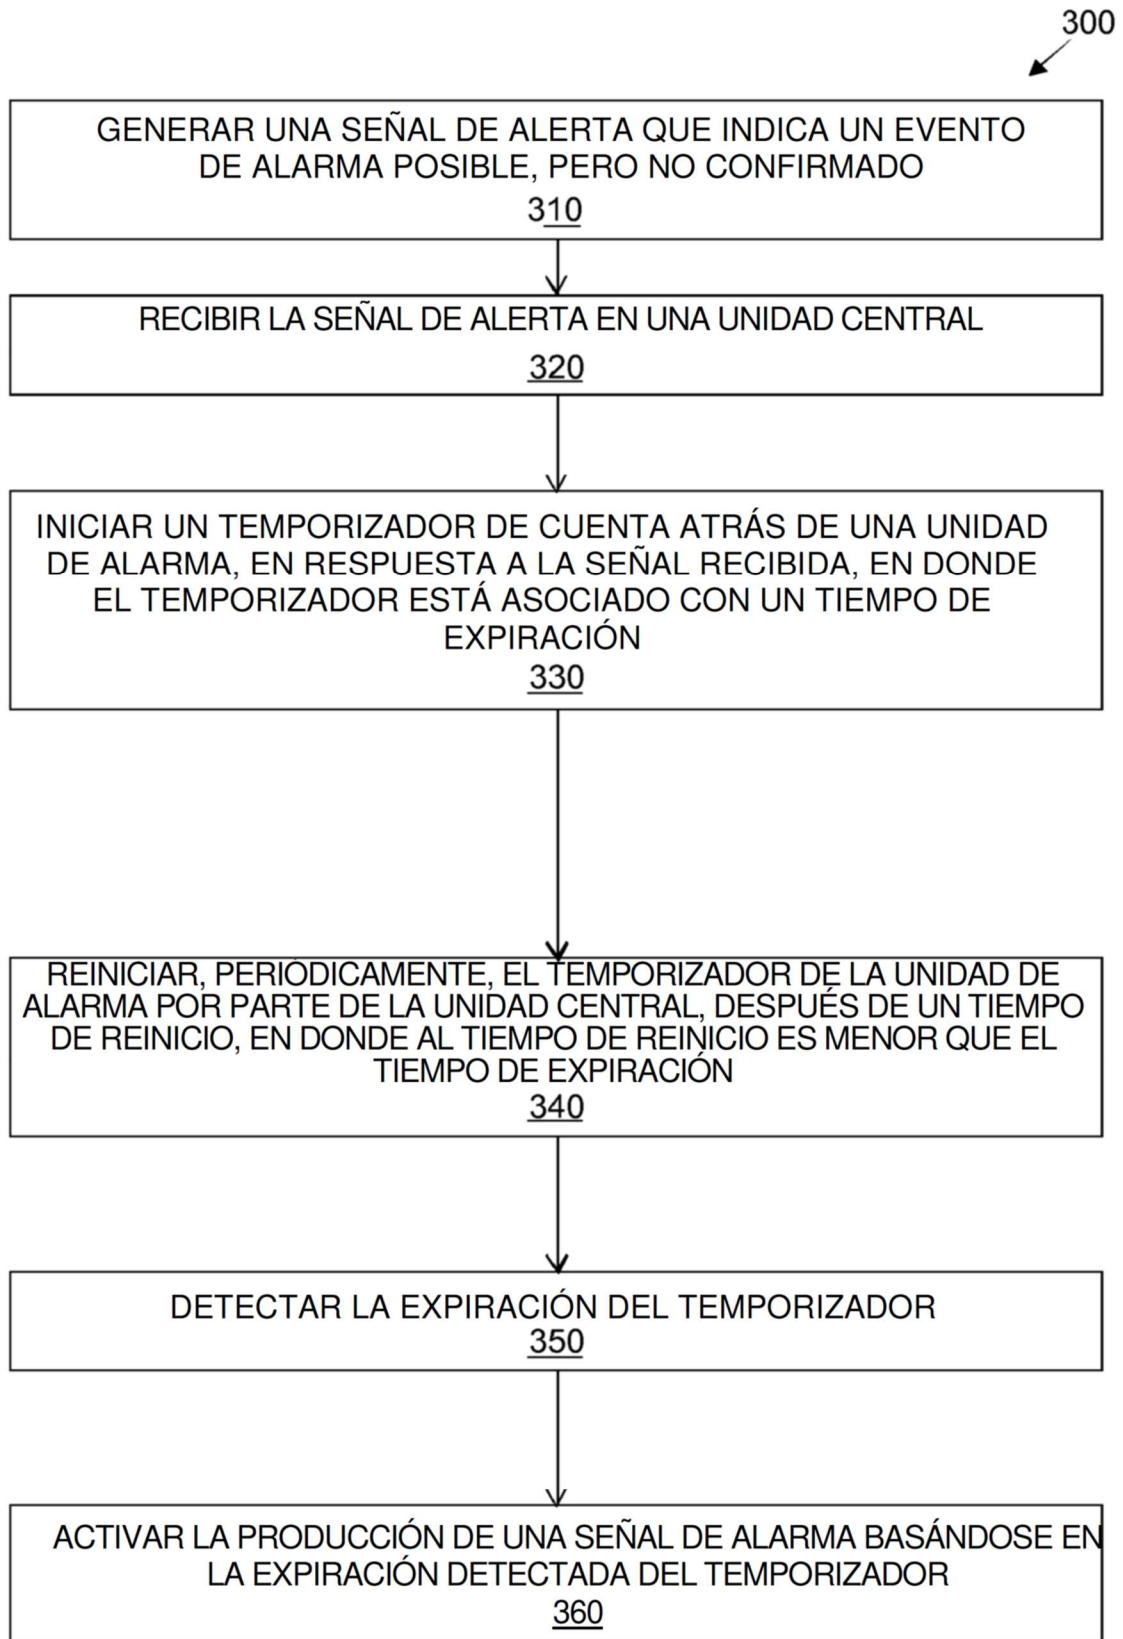 300
GENERAR UNA SEÑAL DE ALERTA QUE INDICA UN EVENTO
DE ALARMA POSIBLE, PERO NO CONFIRMADO
310
RECIBIR LA SEÑAL DE ALERTA EN UNA UNIDAD CENTRAL
320
INICIAR UN TEMPORIZADOR DE CUENTA ATRÁS DE UNA UNIDAD
DE ALARMA, EN RESPUESTA A LA SEÑAL RECIBIDA, EN DONDE
EL TEMPORIZADOR ESTÁ ASOCIADO CON UN TIEMPO DE
EXPIRACIÓN
330
REINICIAR, PERIÓDICAMENTE, EL TEMPORIZADOR DE LA UNIDAD DE
ALARMA POR PARTE DE LA UNIDAD CENTRAL, DESPUÉS DE UN TIEMPO
DE REINICIO, EN DONDE AL TIEMPO DE REINICIO ES MENOR QUE EL
TIEMPO DE EXPIRACIÓN
340
DETECTAR LA EXPIRACIÓN DEL TEMPORIZADOR
350
ACTIVAR LA PRODUCCIÓN DE UNA SEÑAL DE ALARMA BASÁNDOSE EN
LA EXPIRACIÓN DETECTADA DEL TEMPORIZADOR
360